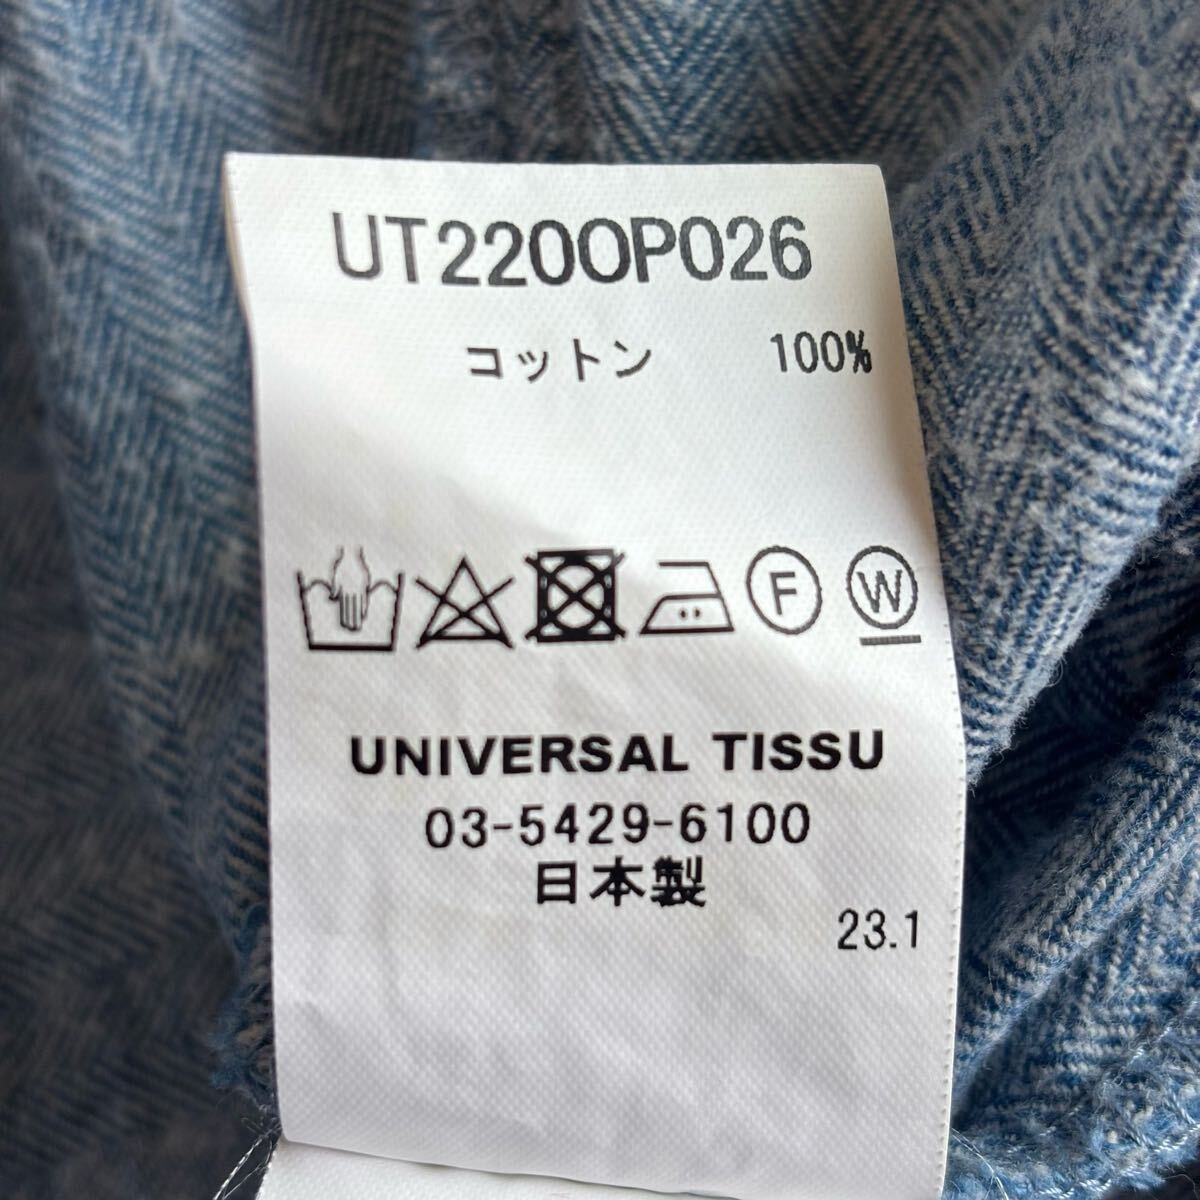 UT220OP026
コットン 100%
F W
UNIVERSAL TISSU
03-5429-6100
日本製
23.1